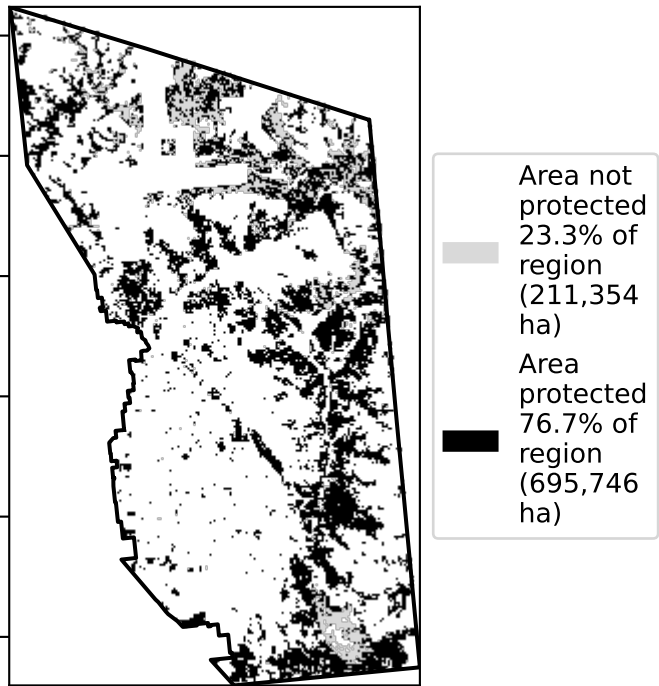 Area not
protected
23.3% of
region
(211,354
ha)
Area
protected
76.7% of
region
(695,746
ha)